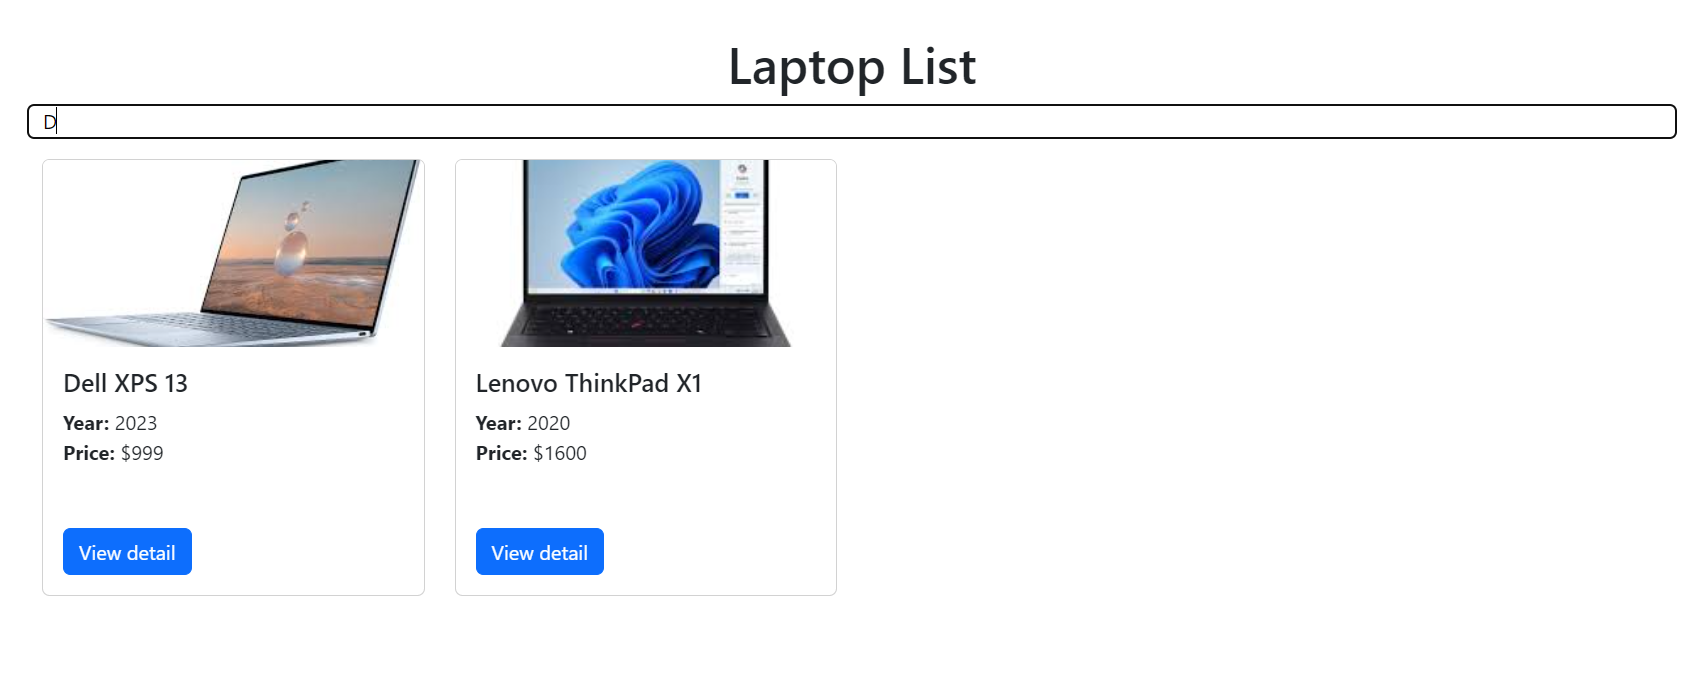 Laptop List
D
Dell XPS 13
Year: 2023
Price: $999
View detail
Lenovo ThinkPad X1
Year: 2020
Price: $1600
View detail